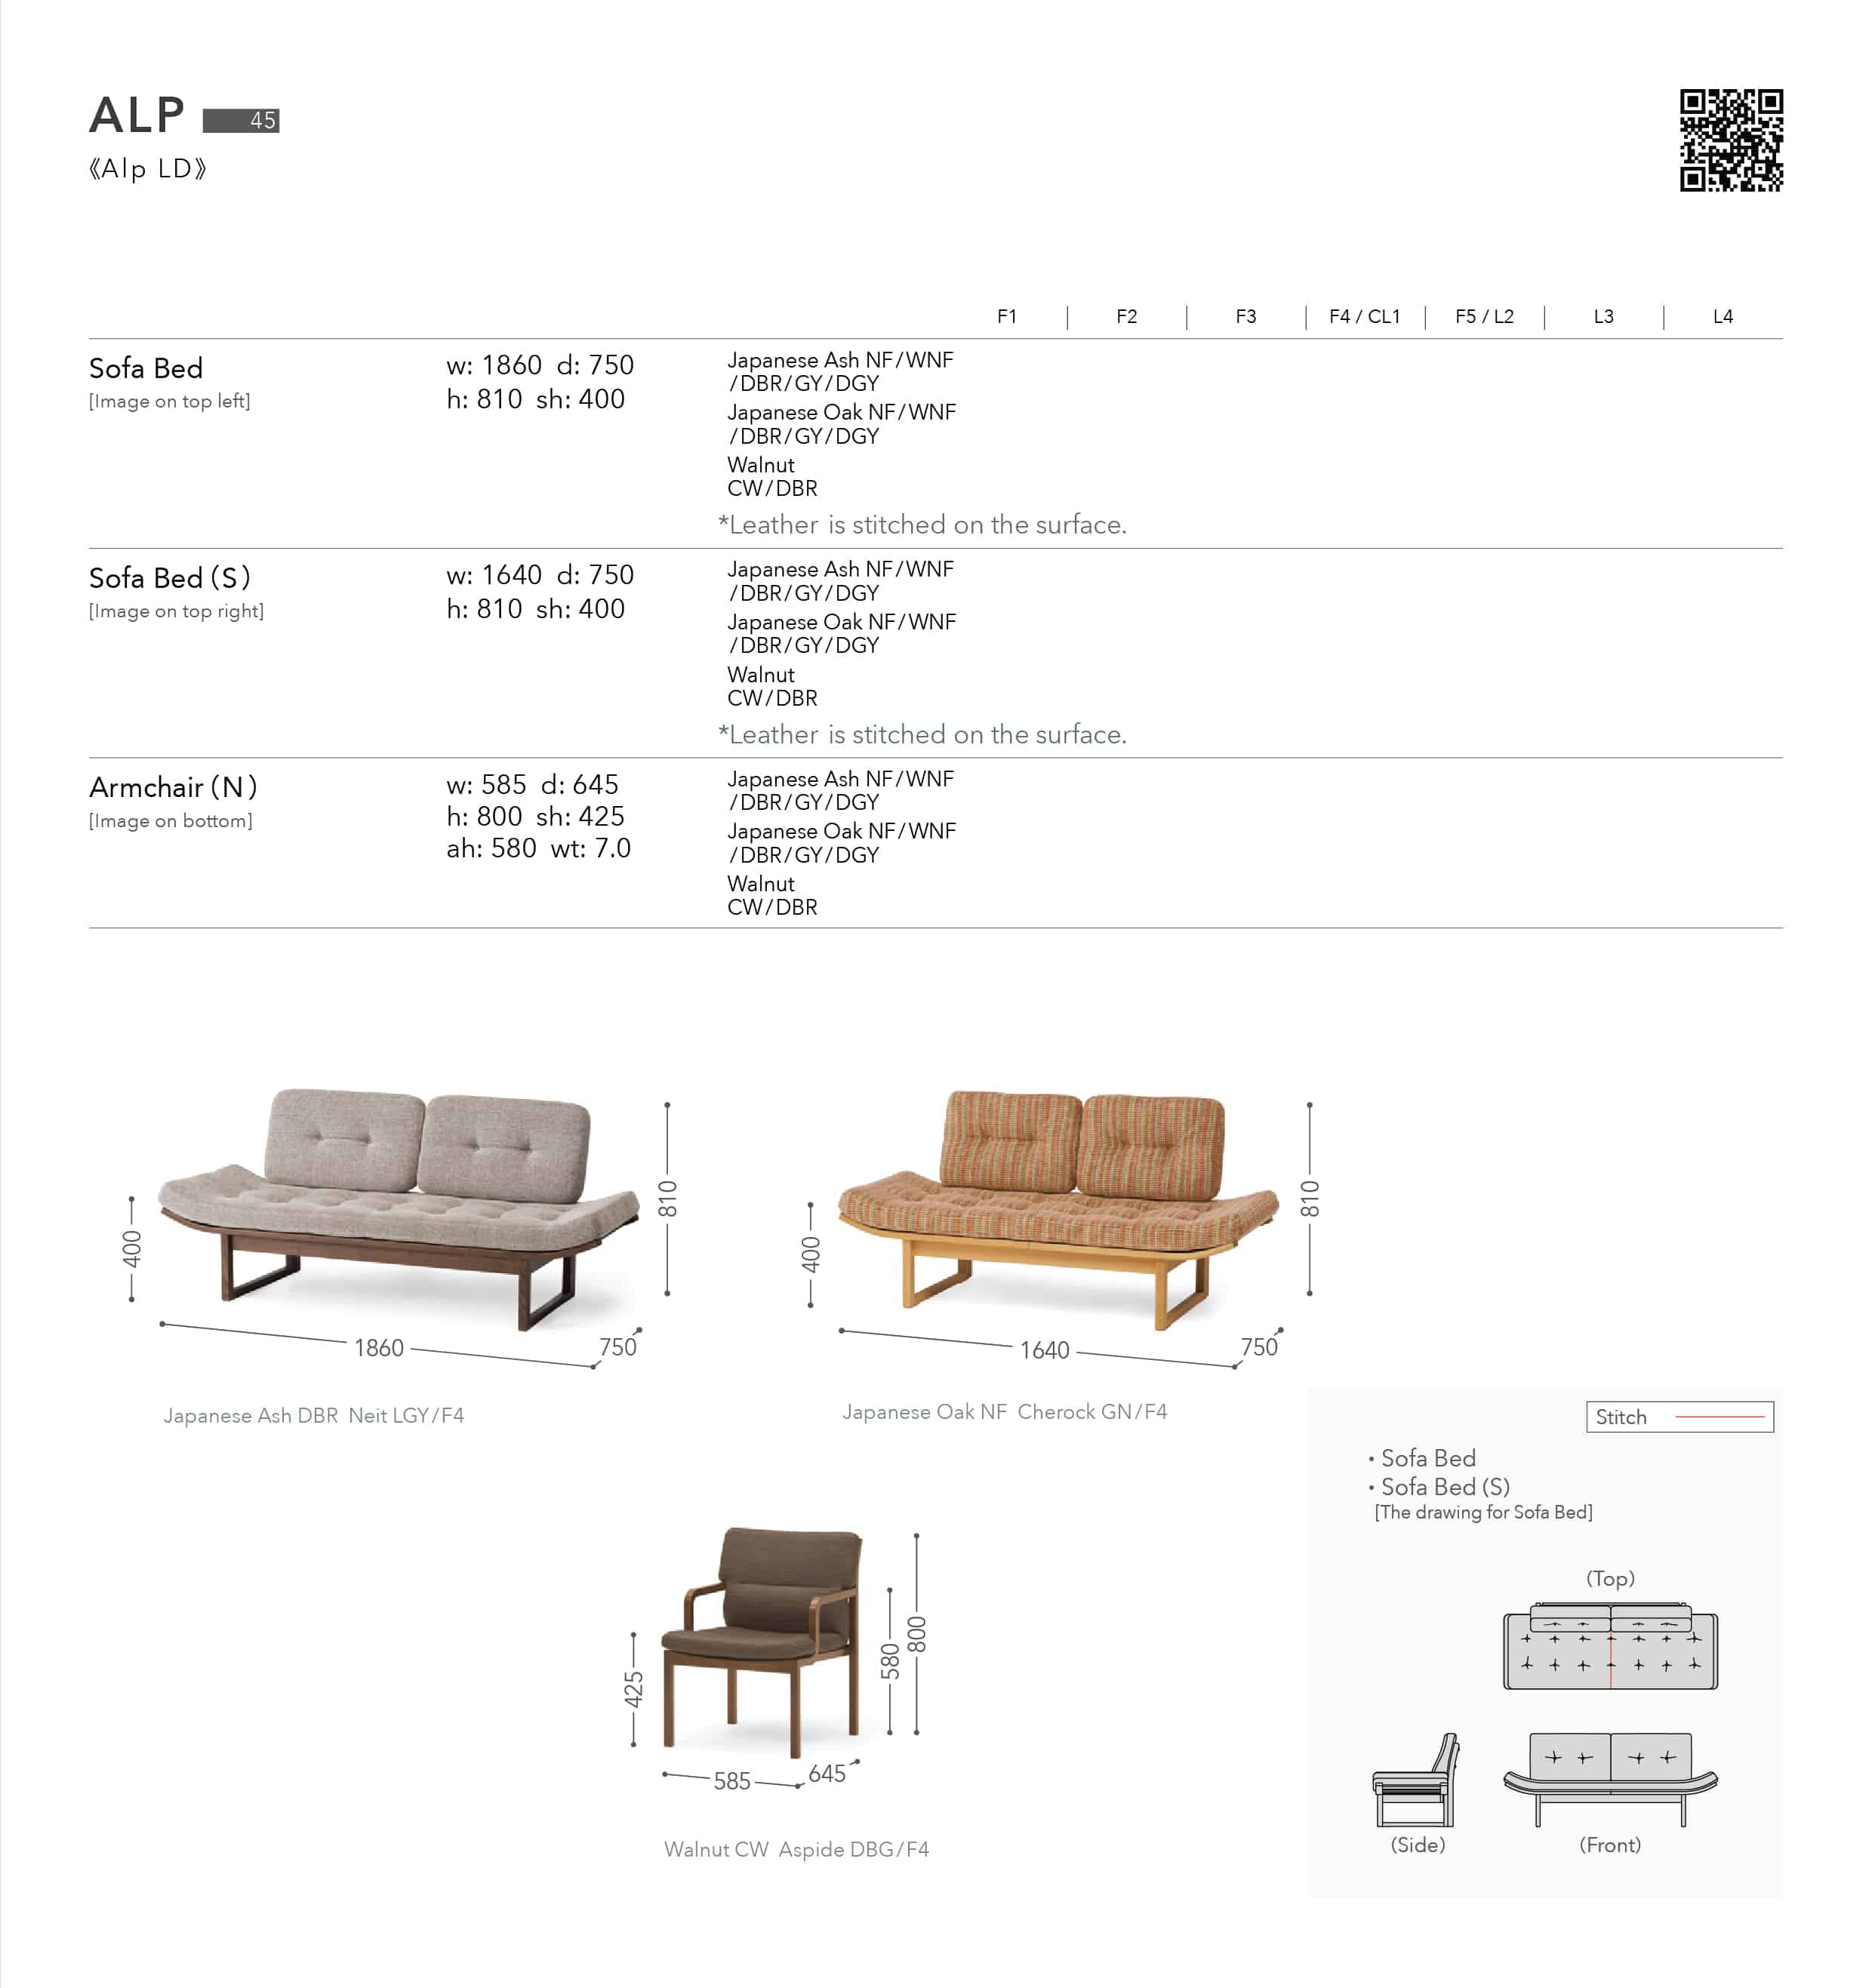 ALP 45
《Alp LD》
F1 F2 F3 F4 / CL1 F5 / L2 L3 L4
Sofa Bed
[Image on top left]
w: 1860 d: 750
h: 810 sh: 400
Japanese Ash NF/WNF
/DBR/GY/DGY
Japanese Oak NF/WNF
/DBR/GY/DGY
Walnut
CW/DBR
*Leather is stitched on the surface.
Sofa Bed (S)
[Image on top right]
w: 1640 d: 750
h: 810 sh: 400
Japanese Ash NF/WNF
/DBR/GY/DGY
Japanese Oak NF/WNF
/DBR/GY/DGY
Walnut
CW/DBR
*Leather is stitched on the surface.
Armchair (N)
[Image on bottom]
w: 585 d: 645
h: 800 sh: 425
ah: 580 wt: 7.0
Japanese Ash NF/WNF
/DBR/GY/DGY
Japanese Oak NF/WNF
/DBR/GY/DGY
Walnut
CW/DBR
400
810
1860
750
Japanese Ash DBR Neit LGY/F4
400
810
1640
750
Japanese Oak NF Cherock GN/F4
425
580
800
585
645
Walnut CW Aspide DBG/F4
Stitch
・Sofa Bed
・Sofa Bed (S)
[The drawing for Sofa Bed]
(Top)
(Side)
(Front)